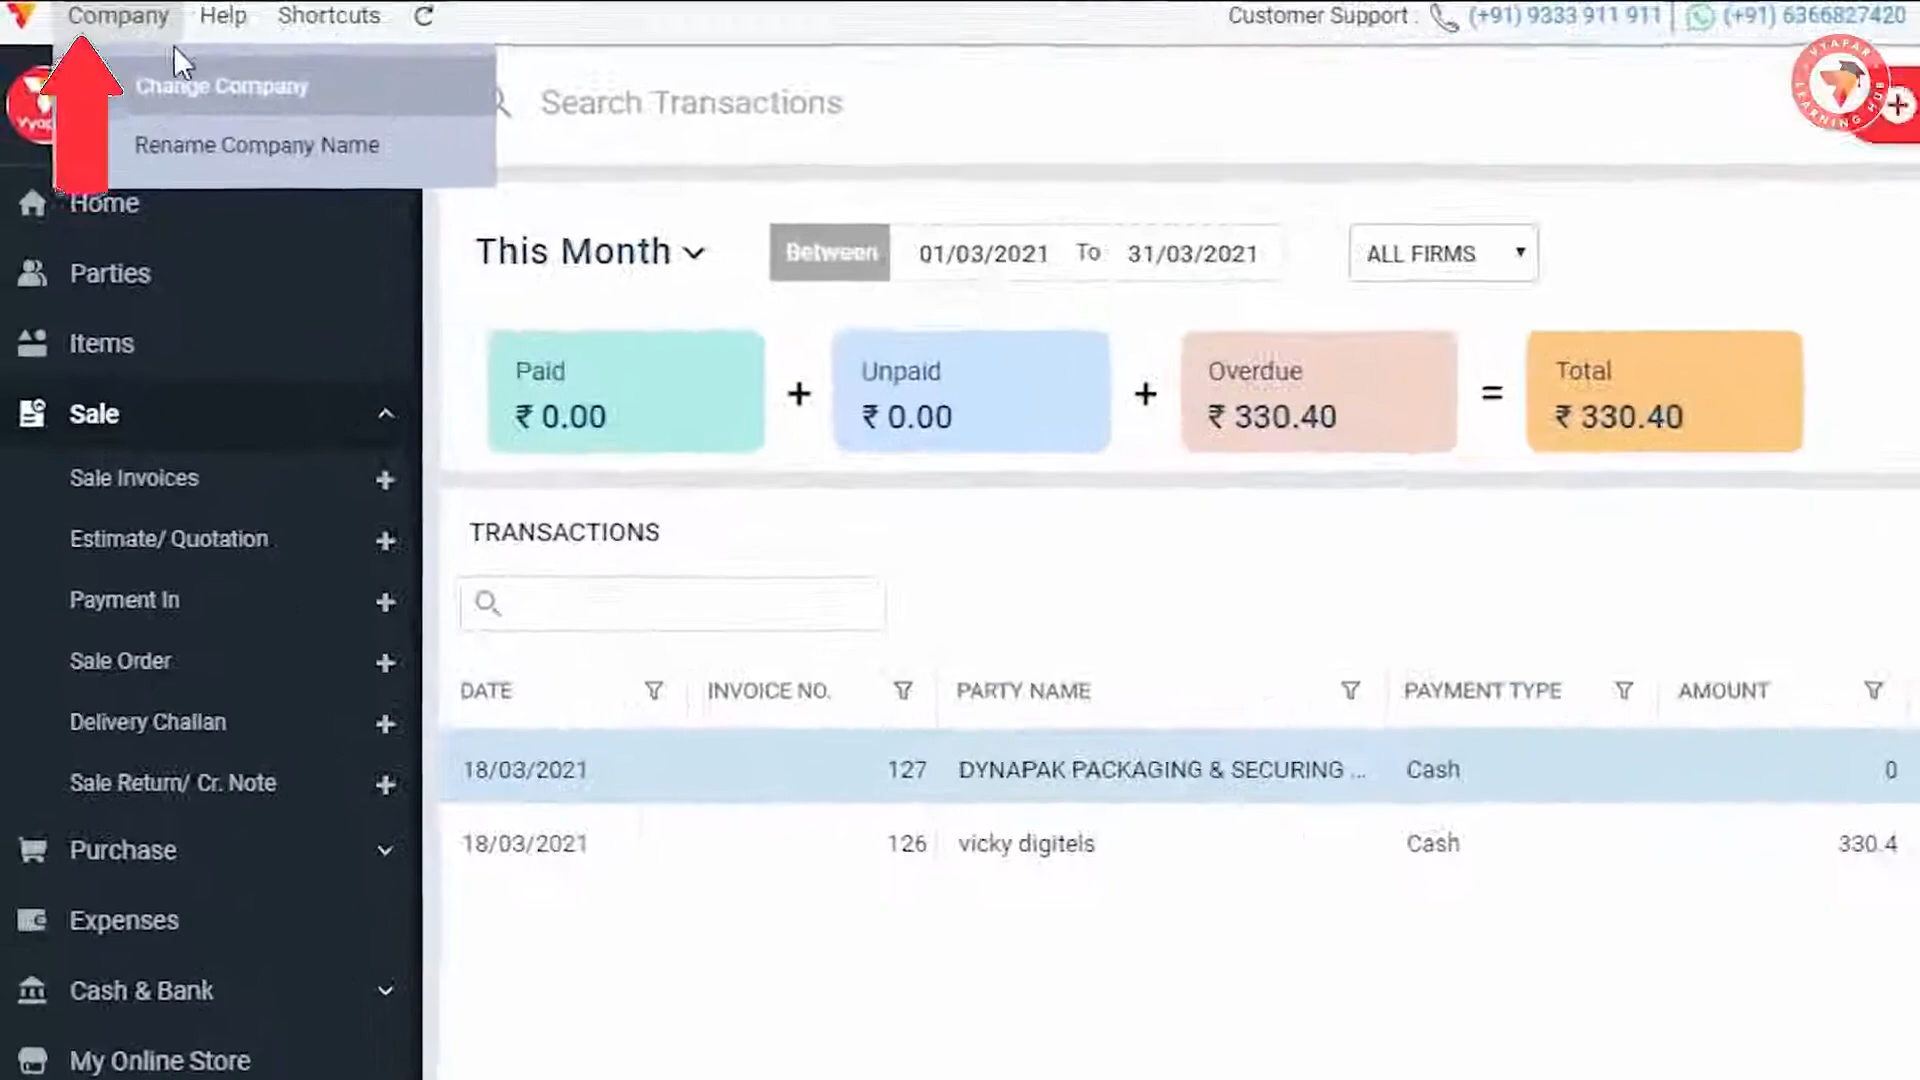 Company Help Shortcuts
Customer Support : (+91) 9333 911 911 | (+91) 6366827420
Change Company
Rename Company Name
Search Transactions
VYAPAR
LEARNING HUB
Home
Parties
Items
Sale
Sale Invoices +
Estimate/ Quotation +
Payment In +
Sale Order +
Delivery Challan +
Sale Return/ Cr. Note +
Purchase
Expenses
Cash & Bank
My Online Store
This Month Between 01/03/2021 To 31/03/2021 ALL FIRMS
Paid Unpaid Overdue Total
₹ 0.00 + ₹ 0.00 + ₹ 330.40 = ₹ 330.40
TRANSACTIONS
DATE INVOICE NO. PARTY NAME PAYMENT TYPE AMOUNT
18/03/2021 127 DYNAPAK PACKAGING & SECURING ... Cash 0
18/03/2021 126 vicky digitels Cash 330.4